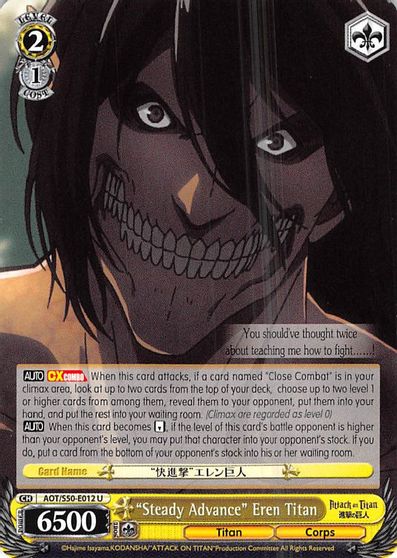 LEVEL
2
1
COST
You should've thought twice
about teaching me how to fight......!
AUTO CX COMBO When this card attacks, if a card named "Close Combat" is in your
climax area, look at up to two cards from the top of your deck, choose up to two level 1
or higher cards from among them, reveal them to your opponent, put them into your
hand, and put the rest into your waiting room. (Climax are regarded as level 0)
AUTO When this card becomes [▼], if the level of this card's battle opponent is higher
than your opponent's level, you may put that character into your opponent's stock. If you
do, put a card from the bottom of your opponent's stock into his or her waiting room.
Card Name "快進撃"エレン巨人
CH AOT/S50-E012 U
"Steady Advance" Eren Titan
Attack on Titan
進撃の巨人
POWER
6500
Titan
Corps
©Hajime Isayama,KODANSHA/"ATTACK ON TITAN"Production Committee. All Rights Reserved.